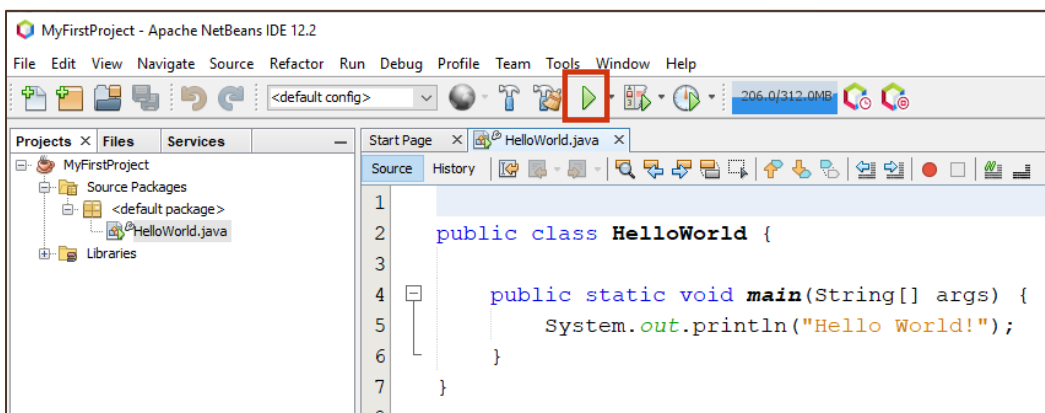 MyFirstProject - Apache NetBeans IDE 12.2
File Edit View Navigate Source Refactor Run Debug Profile Team Tools Window Help
<default config> 206.0/312.0MB
Projects Files Services
MyFirstProject
Source Packages
<default package>
HelloWorld.java
Libraries
Start Page HelloWorld.java
Source History
1
2 public class HelloWorld {
3
4 public static void main(String[] args) {
5 System.out.println("Hello World!");
6 }
7 }